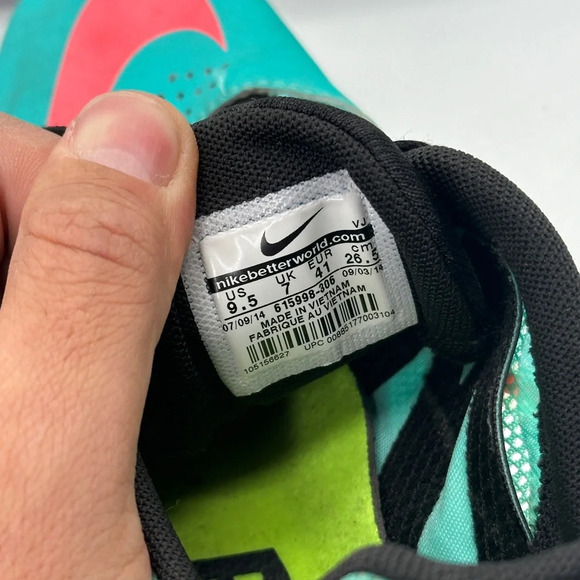 VJ
nikebetterworld.com
US UK EUR cm
9.5 7 41 26.5
07/09/14 615998-306 09/03/14
MADE IN VIETNAM
FABRIQUE AU VIETNAM
105156627 UPC 00885177003104